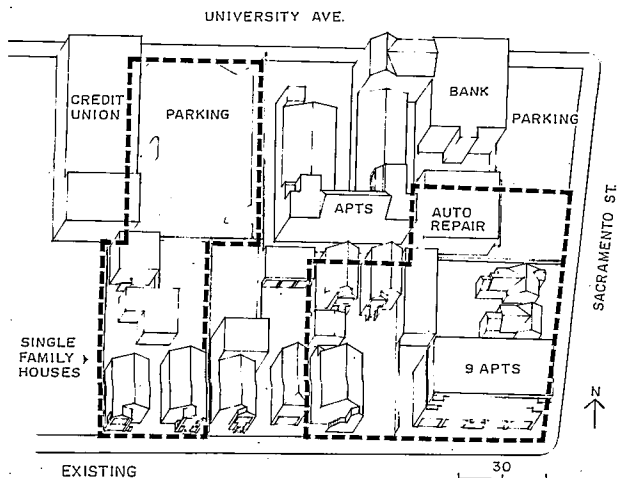 UNIVERSITY AVE.
CREDIT
UNION
PARKING
BANK
PARKING
APTS
AUTO
REPAIR
SACRAMENTO ST.
SINGLE
FAMILY
HOUSES
9 APTS
N
EXISTING
30